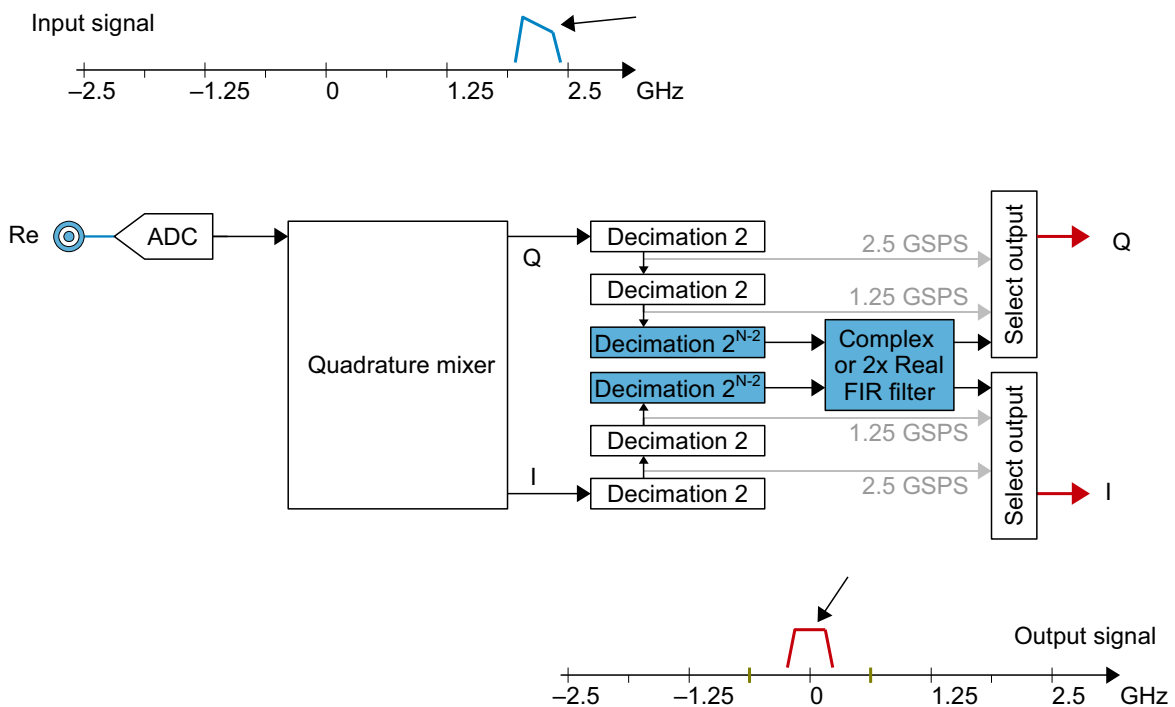 Input signal
–2.5 –1.25 0 1.25 2.5 GHz
Re
ADC
Quadrature mixer
Q
I
Decimation 2
2.5 GSPS
Decimation 2
1.25 GSPS
Decimation 2^N-2
Decimation 2^N-2
Complex
or 2x Real
FIR filter
1.25 GSPS
Decimation 2
2.5 GSPS
Decimation 2
Select output
Q
Select output
I
Output signal
–2.5 –1.25 0 1.25 2.5 GHz